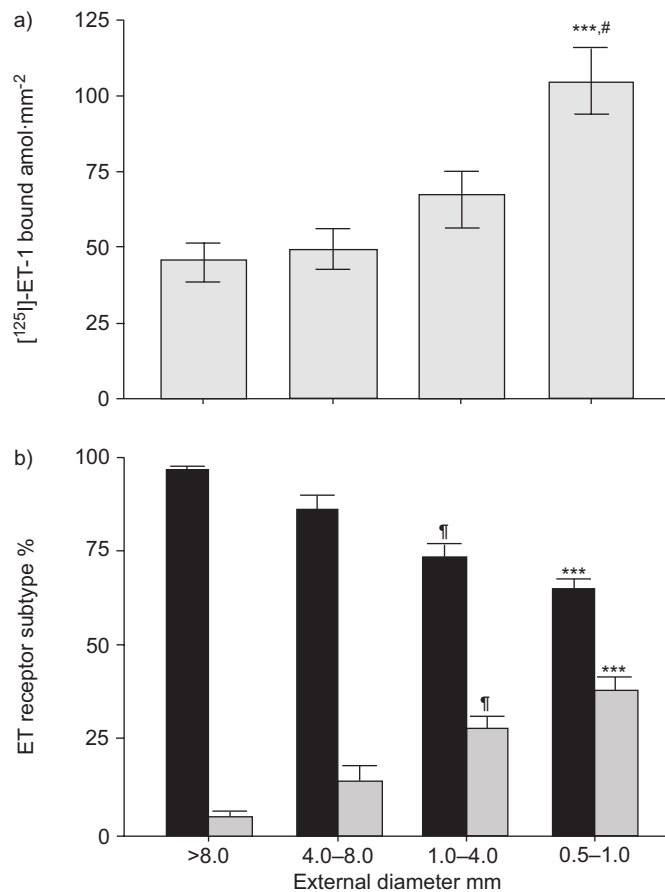 a)
125
100
75
50
25
0
[125I]-ET-1 bound amol·mm-2
***,#
b)
100
75
50
25
0
ET receptor subtype %
¶
¶
***
***
>8.0 4.0–8.0 1.0–4.0 0.5–1.0
External diameter mm